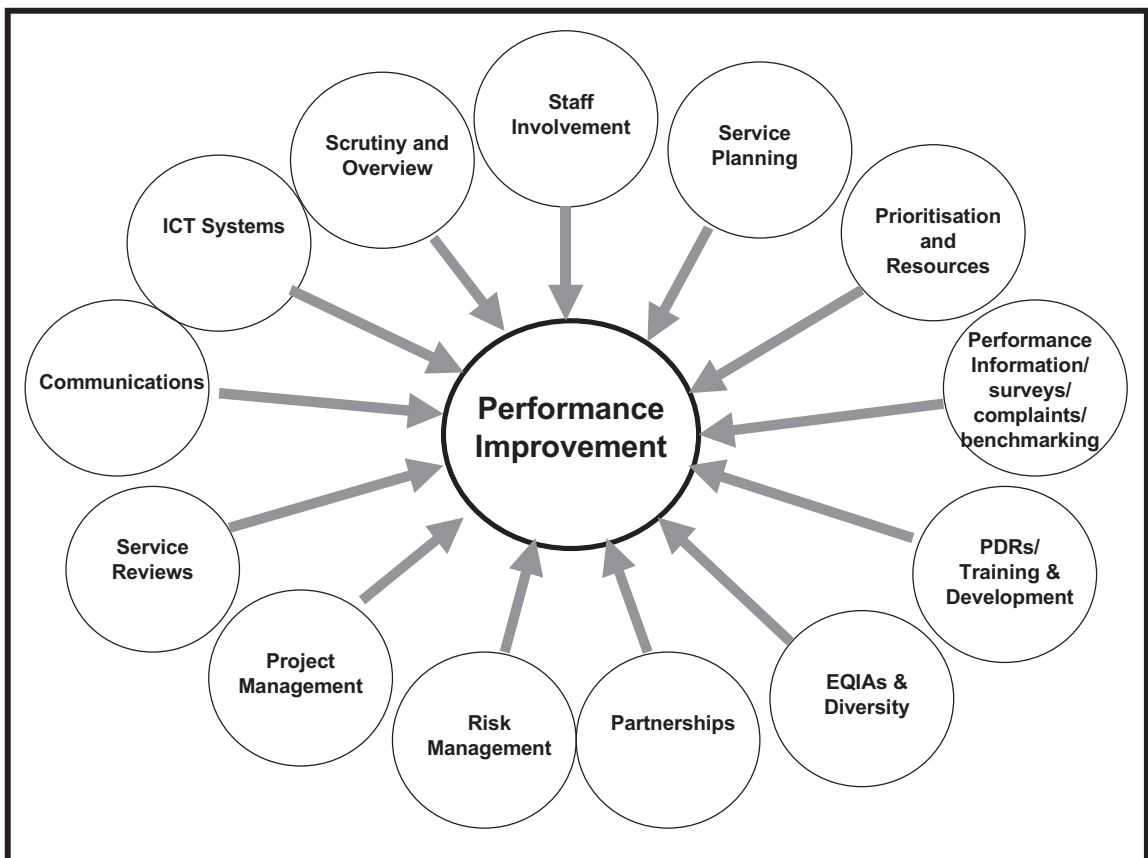 Staff
Involvement
Service
Planning
Prioritisation
and
Resources
Performance
Information/
surveys/
complaints/
benchmarking
PDRs/
Training &
Development
EQIAs &
Diversity
Partnerships
Risk
Management
Project
Management
Service
Reviews
Communications
ICT Systems
Scrutiny and
Overview
Performance
Improvement